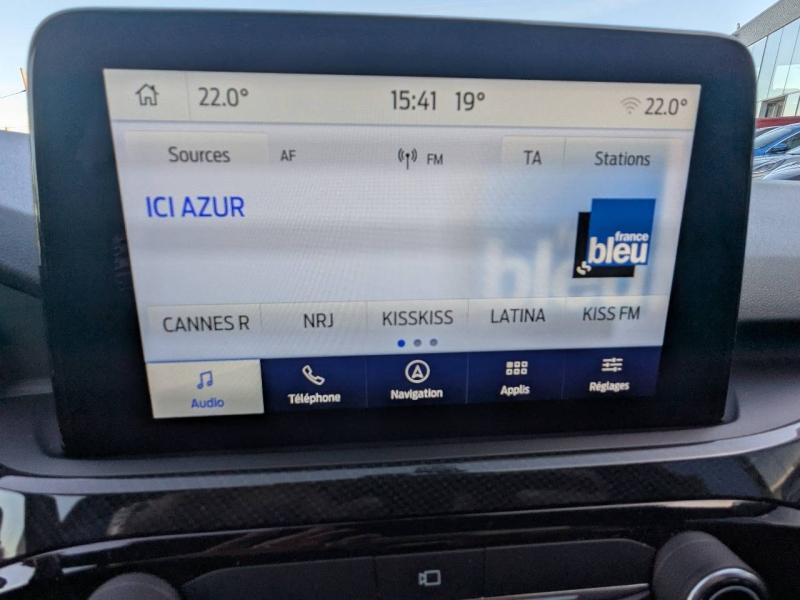 22.0° 15:41 19° 22.0°
Sources AF FM TA Stations
ICI AZUR
france
bleu
CANNES R NRJ KISSKISS LATINA KISS FM
Audio Téléphone Navigation Applis Réglages